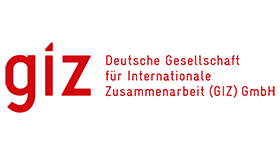 giz
Deutsche Gesellschaft
für Internationale
Zusammenarbeit (GIZ) GmbH